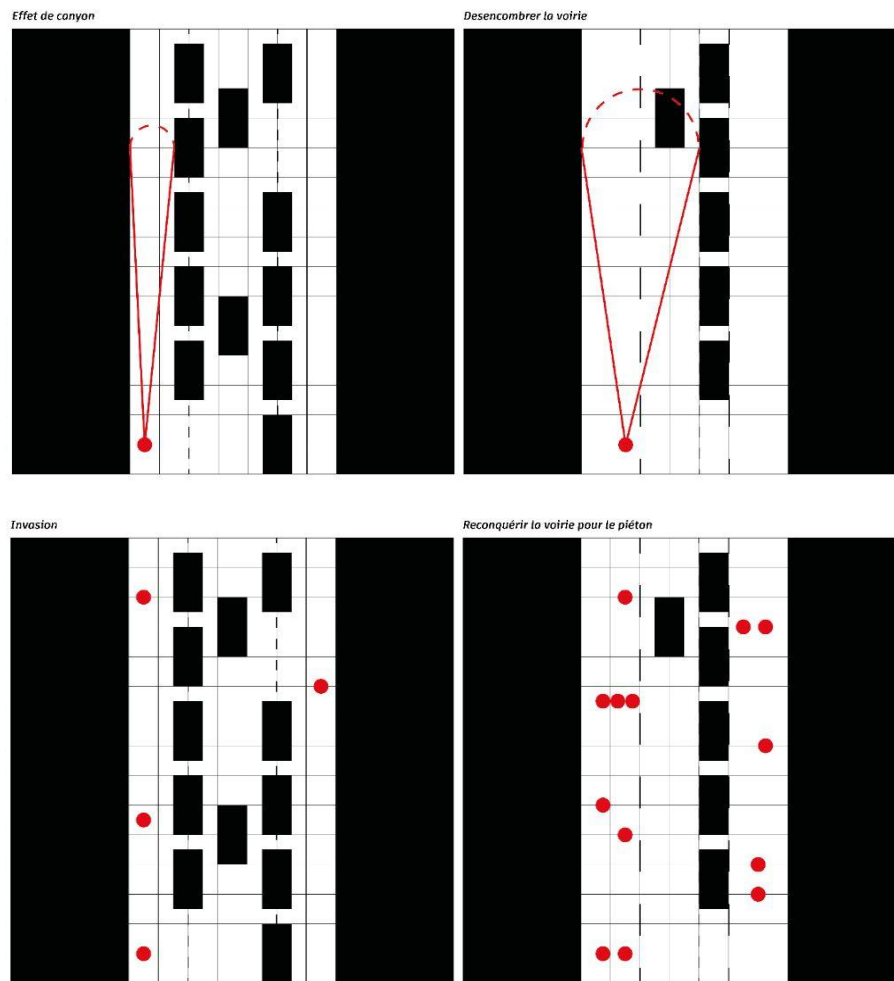 Effet de canyon
Desencombrer la voirie
Invasion
Reconquérir la voirie pour le piéton